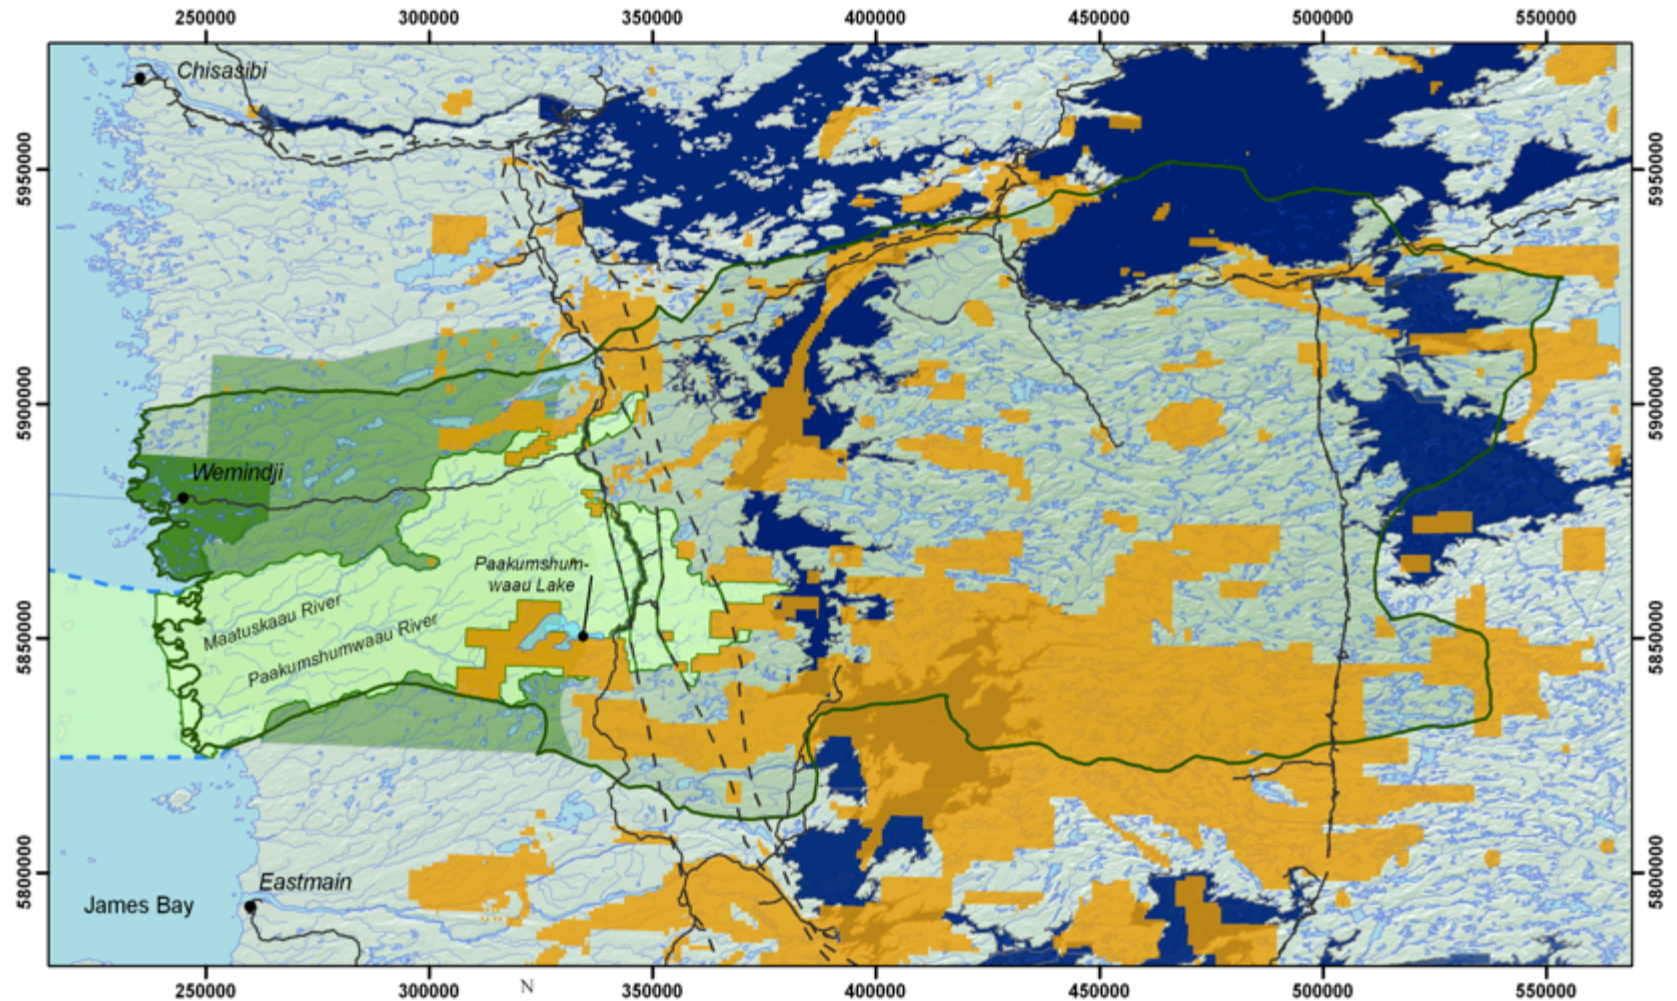 250000 300000 350000 400000 450000 500000 550000
Chisasibi
5950000
5950000
5900000
5900000
Wemindji
Paakumshum-
waau Lake
Maatuskaau River
Paakumshumwaau River
5850000
5850000
Eastmain
James Bay
5800000
5800000
250000 300000 N 350000 400000 450000 500000 550000